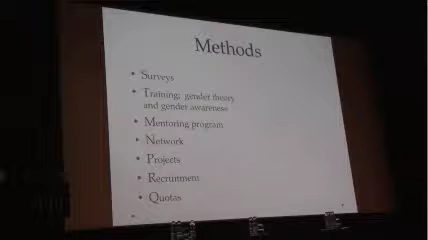 Methods
• Surveys
• Training; gender theory
and gender awareness
• Mentoring program
• Network
• Projects
• Recruitment
• Quotas